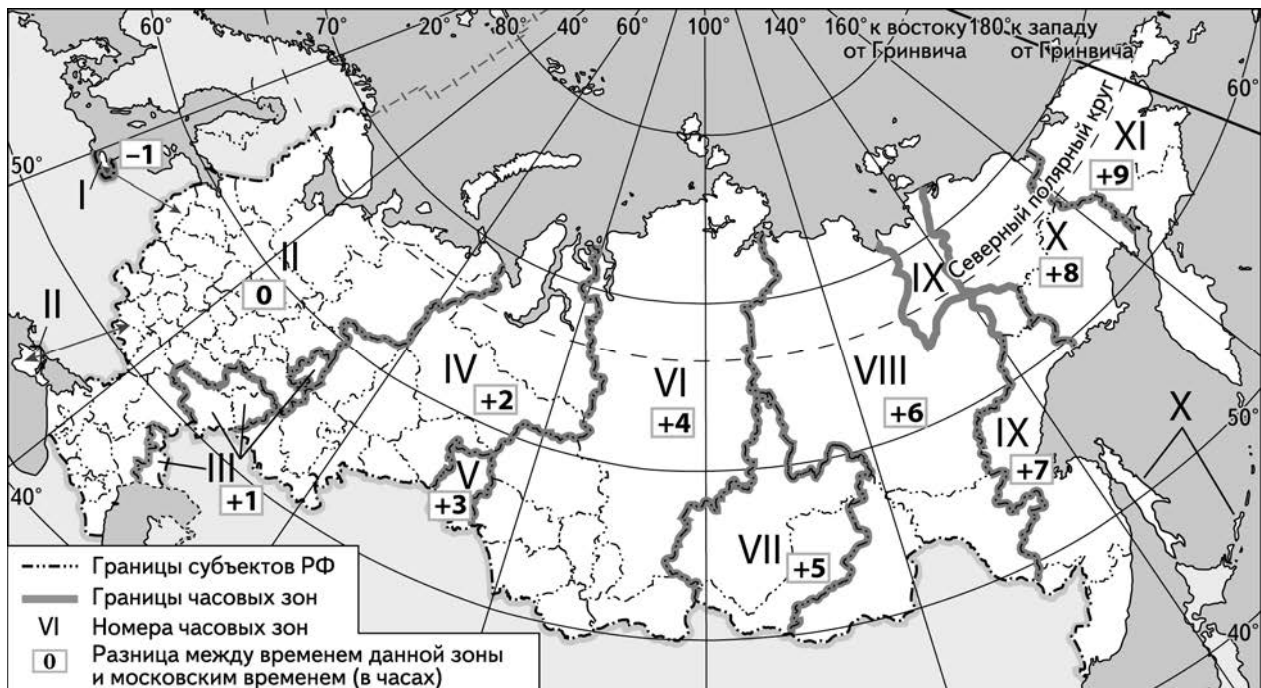 60°
70°
20°
40°
60°
100°
140°
160° к востоку
от Гринвича
180° к западу
от Гринвича
60°
50°
–1
I
Северный полярный круг
XI
+9
II
0
X
+8
IX
II
IV
+2
VI
+4
VIII
+6
X
50°
IX
+7
III
+1
V
+3
40°
VII
+5
40°
80°
100°
120°
Границы субъектов РФ
Границы часовых зон
VI Номера часовых зон
0 Разница между временем данной зоны
и московским временем (в часах)